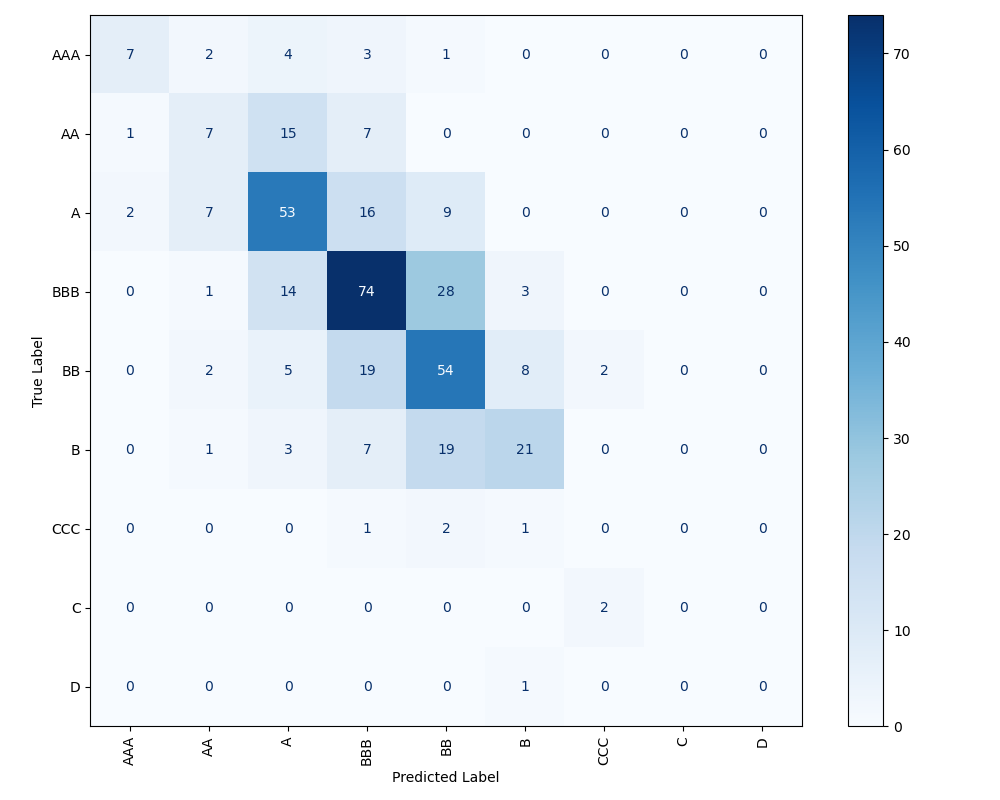 AAA 7 2 4 3 1 0 0 0 0
AA 1 7 15 7 0 0 0 0 0
A 2 7 53 16 9 0 0 0 0
BBB 0 1 14 74 28 3 0 0 0
BB 0 2 5 19 54 8 2 0 0
B 0 1 3 7 19 21 0 0 0
CCC 0 0 0 1 2 1 0 0 0
C 0 0 0 0 0 0 2 0 0
D 0 0 0 0 0 1 0 0 0
True Label
AAA AA A BBB BB B CCC C D
Predicted Label
70
60
50
40
30
20
10
0